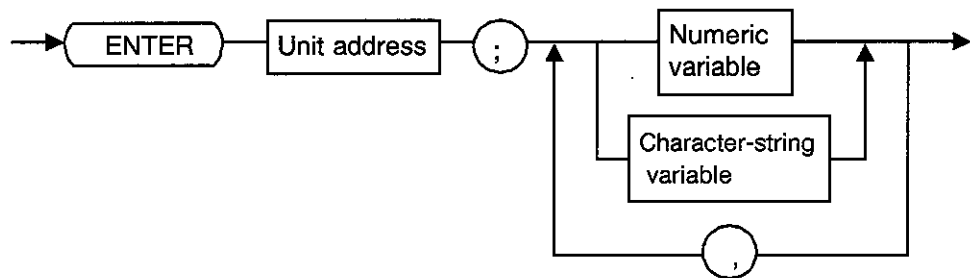 ENTER
Unit address
;
Numeric
variable
Character-string
variable
,